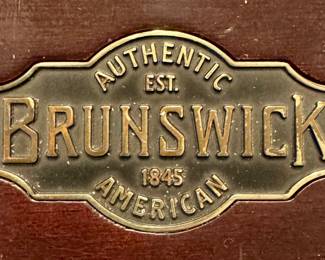 AUTHENTIC
EST.
BRUNSWICK
1845
AMERICAN